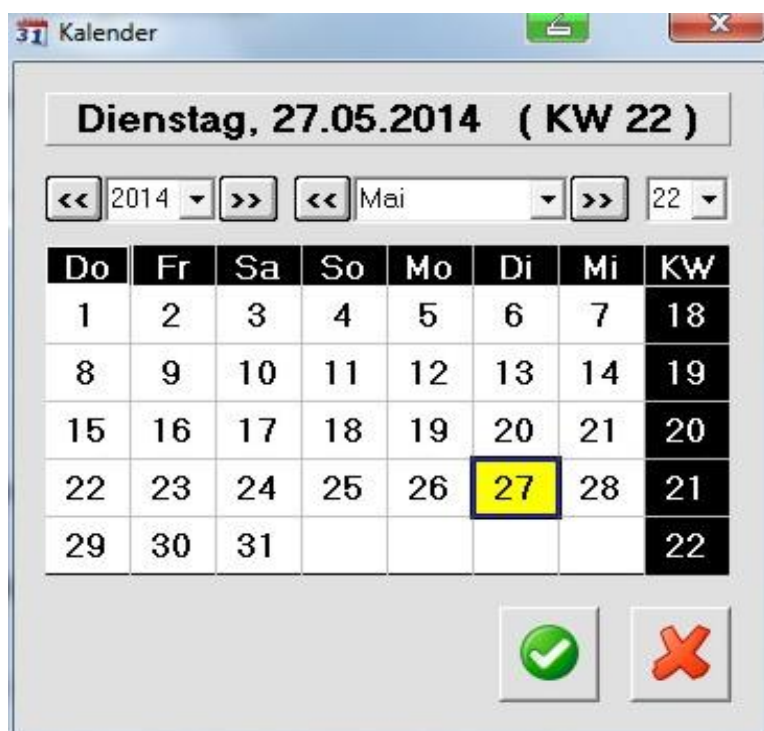 31 Kalender
Dienstag, 27.05.2014 ( KW 22 )
<< 2014 >> << Mai >> 22
Do Fr Sa So Mo Di Mi KW
1 2 3 4 5 6 7 18
8 9 10 11 12 13 14 19
15 16 17 18 19 20 21 20
22 23 24 25 26 27 28 21
29 30 31 22